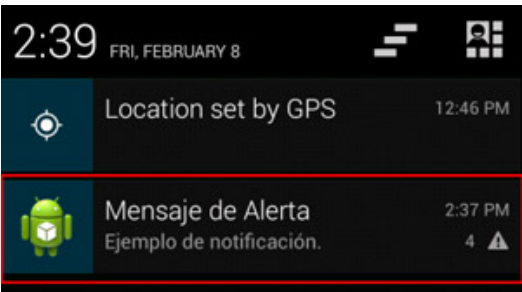 2:39 FRI, FEBRUARY 8
Location set by GPS 12:46 PM
Mensaje de Alerta 2:37 PM
Ejemplo de notificación. 4